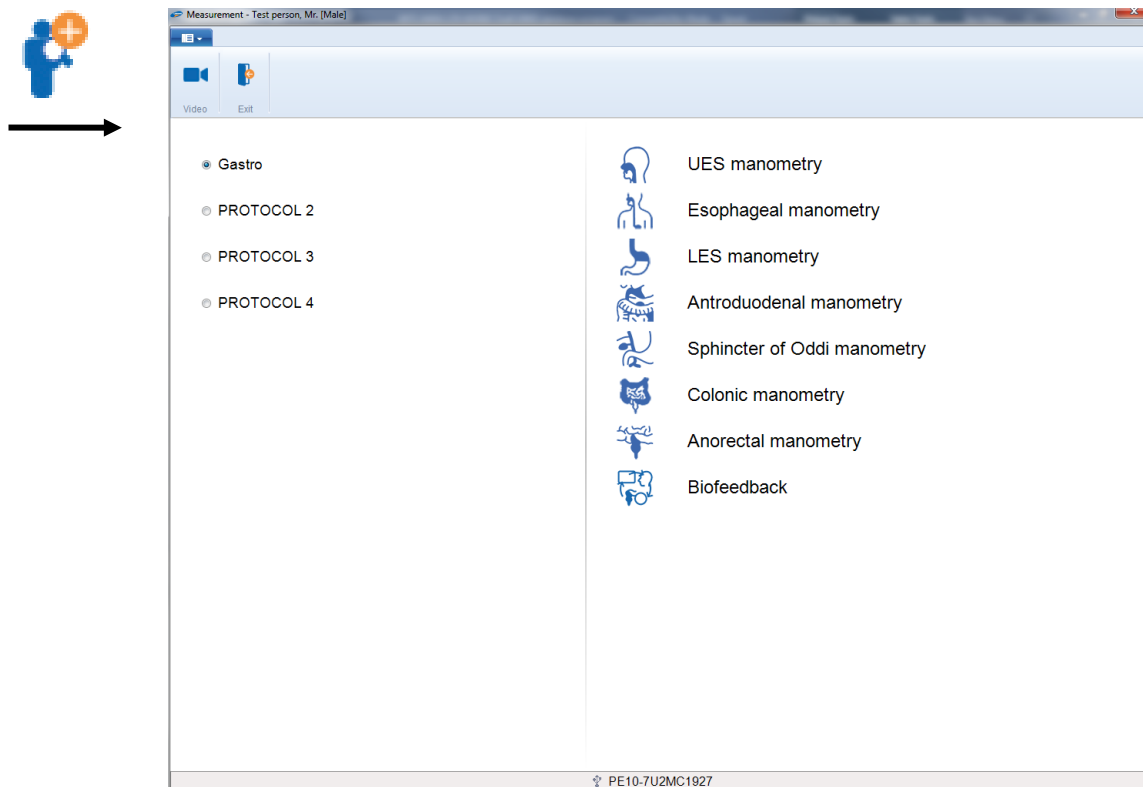 Measurement - Test person, Mr. [Male]
Video
Exit
Gastro
PROTOCOL 2
PROTOCOL 3
PROTOCOL 4
UES manometry
Esophageal manometry
LES manometry
Antroduodenal manometry
Sphincter of Oddi manometry
Colonic manometry
Anorectal manometry
Biofeedback
PE10-7U2MC1927